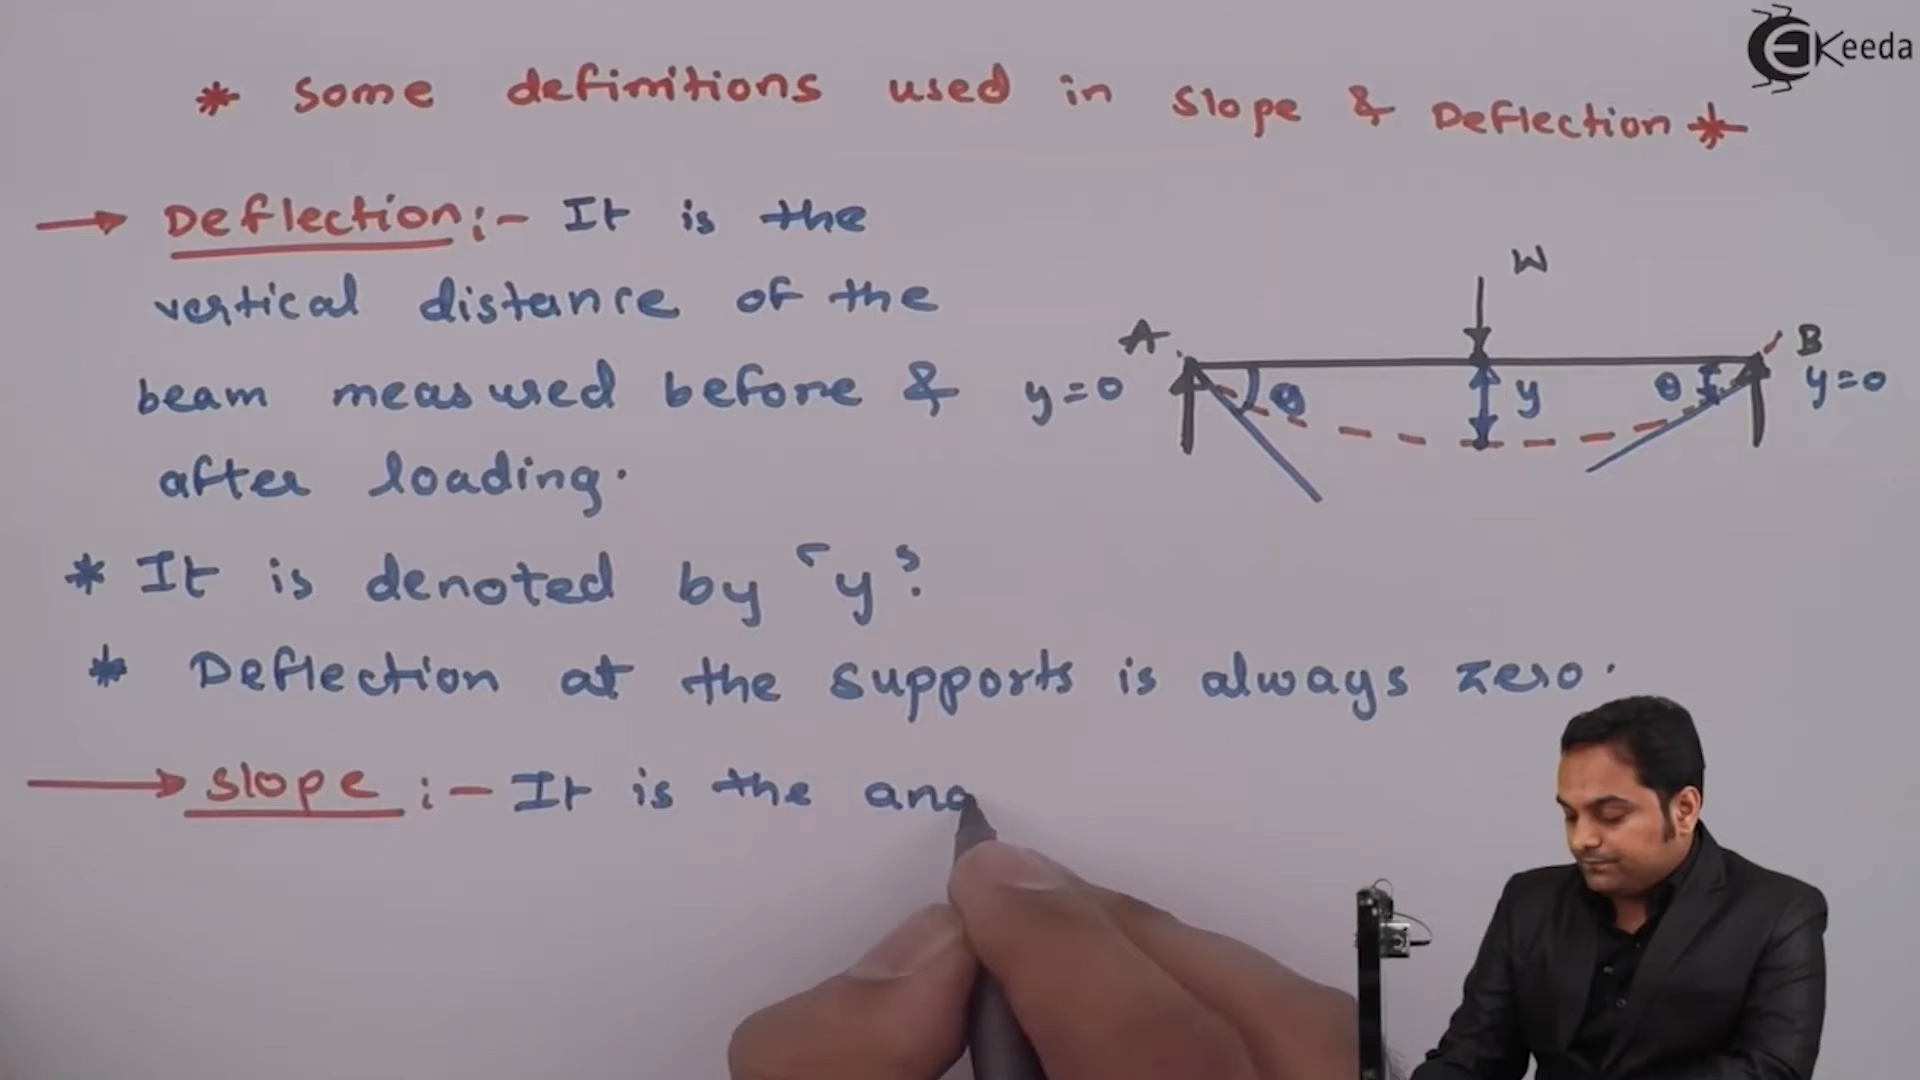 Ekeeda
* Some definitions used in Slope & Deflection *
→ Deflection :- It is the
vertical distance of the
beam measured before &
after loading.
* It is denoted by 'y'.
* Deflection at the supports is always zero.
→ Slope :- It is the ang
W
A
B
y=0
θ
y
θ
y=0